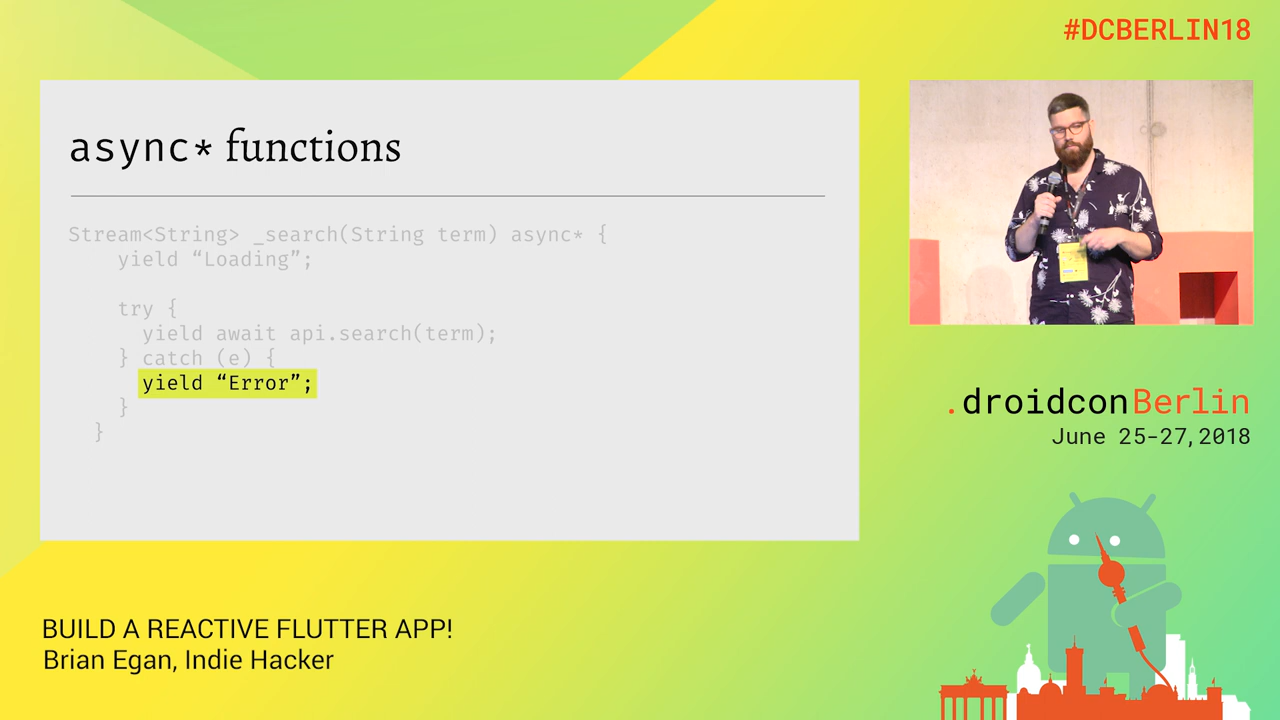 #DCBERLIN18
async* functions
Stream<String> _search(String term) async* {
yield “Loading”;
try {
yield await api.search(term);
} catch (e) {
yield “Error”;
}
}
.droidconBerlin
June 25-27, 2018
BUILD A REACTIVE FLUTTER APP!
Brian Egan, Indie Hacker